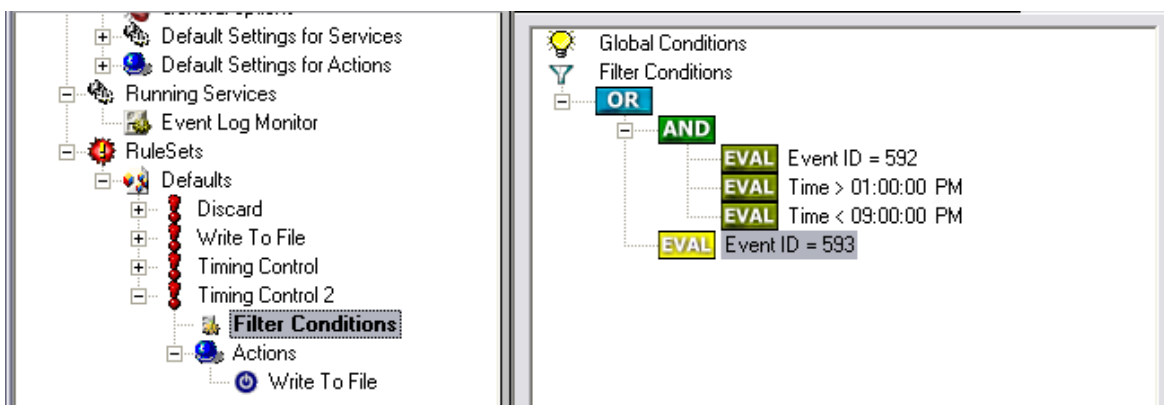 General Options
Default Settings for Services
Default Settings for Actions
Running Services
Event Log Monitor
RuleSets
Defaults
Discard
Write To File
Timing Control
Timing Control 2
Filter Conditions
Actions
Write To File
Global Conditions
Filter Conditions
OR
AND
EVAL Event ID = 592
EVAL Time > 01:00:00 PM
EVAL Time < 09:00:00 PM
EVAL Event ID = 593